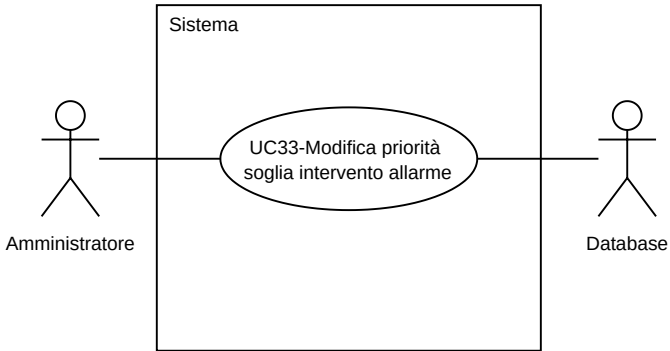 Sistema
UC33-Modifica priorità
soglia intervento allarme
Amministratore
Database